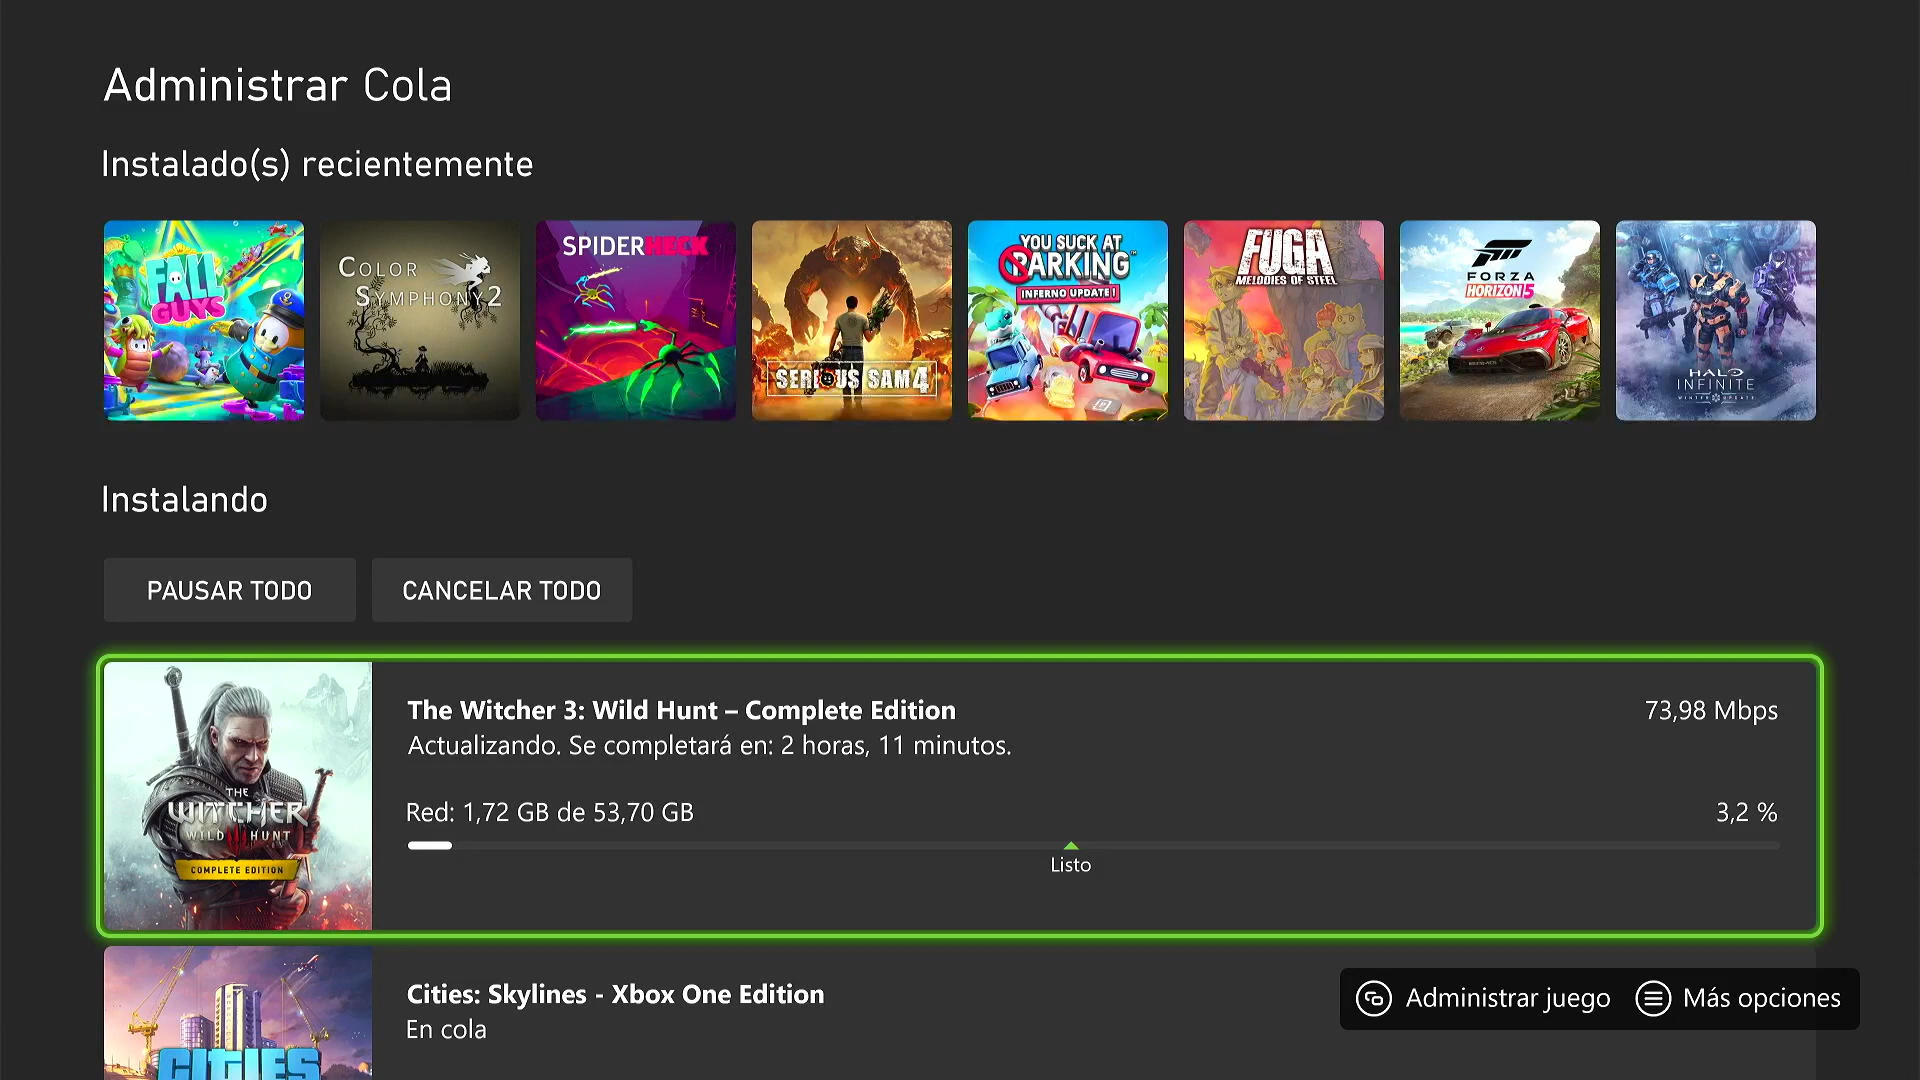 Administrar Cola
Instalado(s) recientemente
FALL
GUYS
COLOR
SYMPHONY 2
SPIDERHECK
SERIOUS SAM 4
YOU SUCK AT
PARKING
INFERNO UPDATE!
FUGA
MELODIES OF STEEL
FORZA
HORIZON 5
HALO
INFINITE
WINTER UPDATE
Instalando
PAUSAR TODO
CANCELAR TODO
THE
WITCHER
WILD HUNT
COMPLETE EDITION
The Witcher 3: Wild Hunt – Complete Edition
73,98 Mbps
Actualizando. Se completará en: 2 horas, 11 minutos.
Red: 1,72 GB de 53,70 GB
3,2 %
Listo
CITIES
Cities: Skylines - Xbox One Edition
En cola
Administrar juego
Más opciones